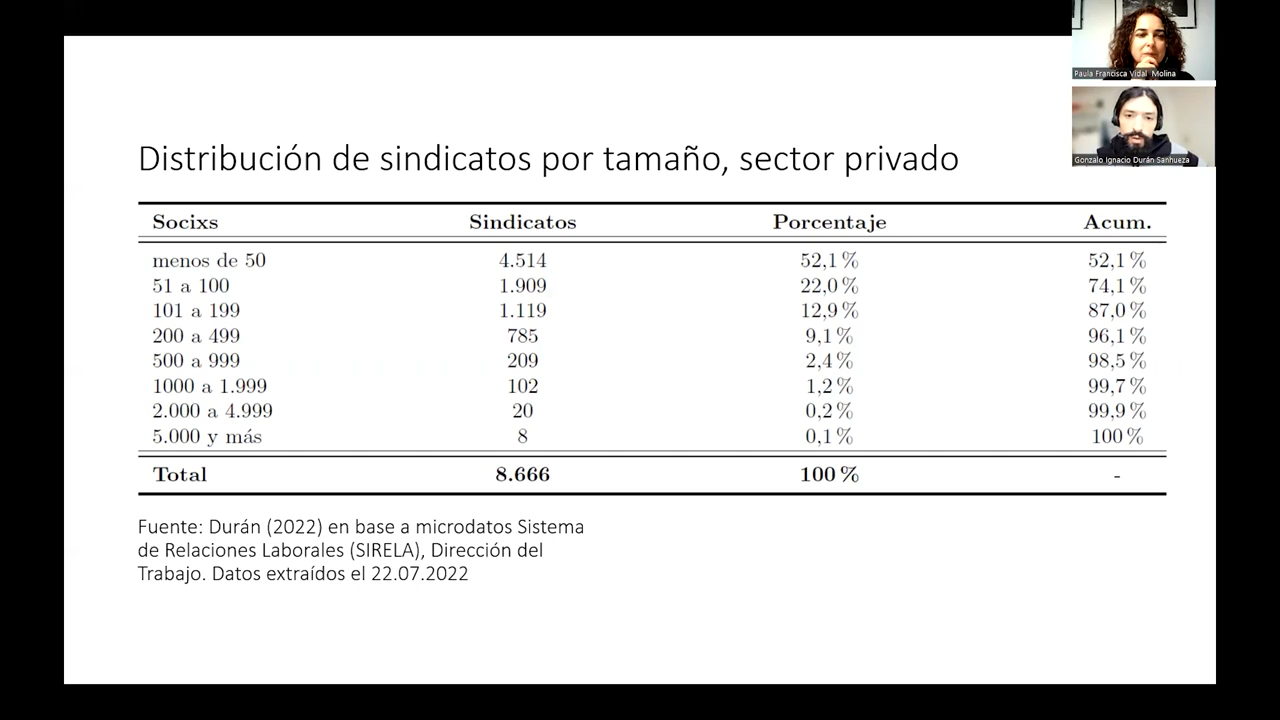 Paula Francisca Vidal Molina
Gonzalo Ignacio Durán Sanhueza
Distribución de sindicatos por tamaño, sector privado
Socixs Sindicatos Porcentaje Acum.
menos de 50 4.514 52,1 % 52,1 %
51 a 100 1.909 22,0 % 74,1 %
101 a 199 1.119 12,9 % 87,0 %
200 a 499 785 9,1 % 96,1 %
500 a 999 209 2,4 % 98,5 %
1000 a 1.999 102 1,2 % 99,7 %
2.000 a 4.999 20 0,2 % 99,9 %
5.000 y más 8 0,1 % 100 %
Total 8.666 100 % -
Fuente: Durán (2022) en base a microdatos Sistema
de Relaciones Laborales (SIRELA), Dirección del
Trabajo. Datos extraídos el 22.07.2022